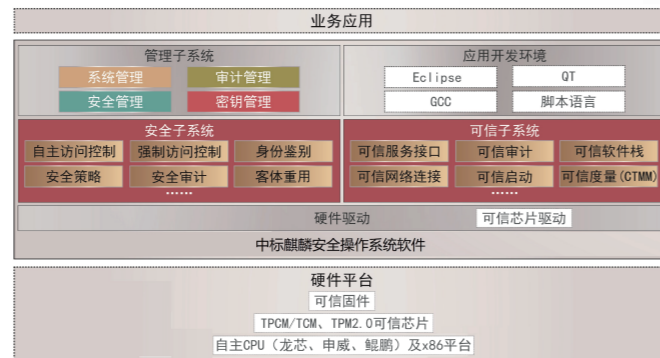 业务应用
管理子系统
系统管理 审计管理
安全管理 密钥管理
应用开发环境
Eclipse QT
GCC 脚本语言
安全子系统
自主访问控制 强制访问控制 身份鉴别
安全策略 安全审计 客体重用
......
可信子系统
可信服务接口 可信审计 可信软件栈
可信网络连接 可信启动 可信度量(CTMM)
......
硬件驱动 可信芯片驱动
中标麒麟安全操作系统软件
硬件平台
可信固件
TPCM/TCM、TPM2.0可信芯片
自主CPU（龙芯、申威、鲲鹏）及x86平台